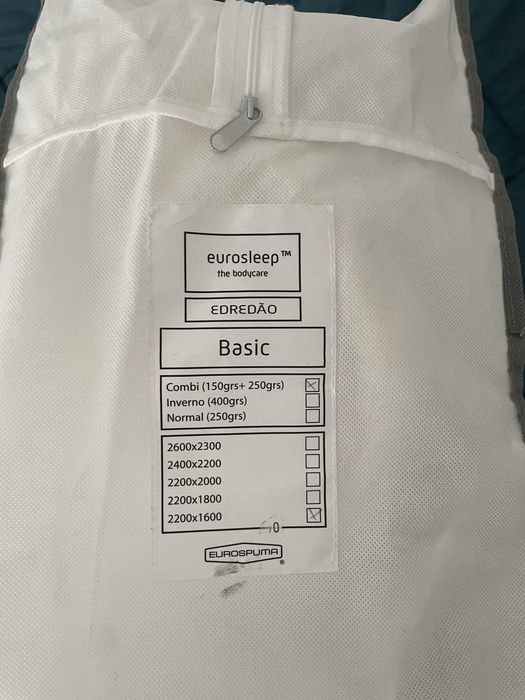 eurosleep™
the bodycare
EDREDÃO
Basic
Combi (150grs+ 250grs)
Inverno (400grs)
Normal (250grs)
2600x2300
2400x2200
2200x2000
2200x1800
2200x1600
EUROSPUMA®